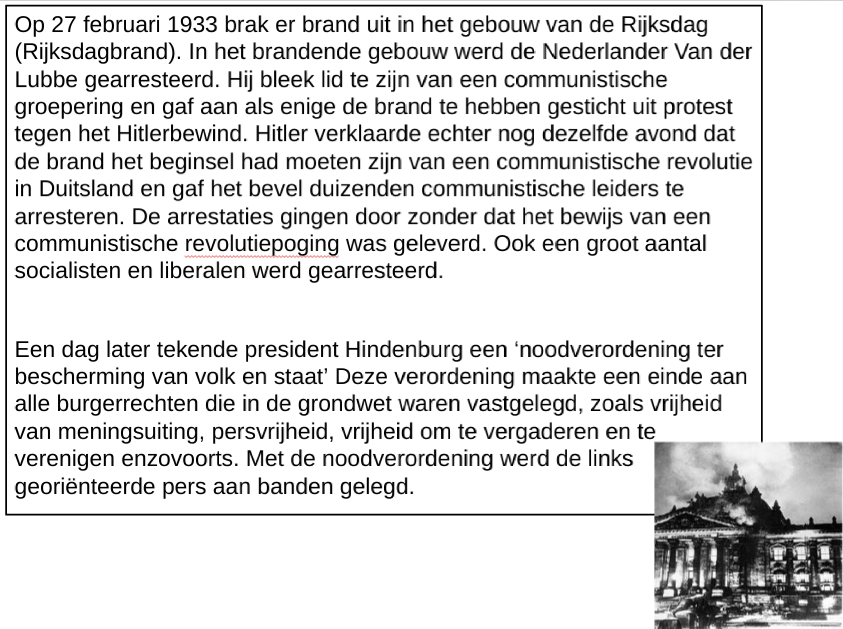 Op 27 februari 1933 brak er brand uit in het gebouw van de Rijksdag
(Rijksdagbrand). In het brandende gebouw werd de Nederlander Van der
Lubbe gearresteerd. Hij bleek lid te zijn van een communistische
groepering en gaf aan als enige de brand te hebben gesticht uit protest
tegen het Hitlerbewind. Hitler verklaarde echter nog dezelfde avond dat
de brand het beginsel had moeten zijn van een communistische revolutie
in Duitsland en gaf het bevel duizenden communistische leiders te
arresteren. De arrestaties gingen door zonder dat het bewijs van een
communistische revolutiepoging was geleverd. Ook een groot aantal
socialisten en liberalen werd gearresteerd.
Een dag later tekende president Hindenburg een ‘noodverordening ter
bescherming van volk en staat’ Deze verordening maakte een einde aan
alle burgerrechten die in de grondwet waren vastgelegd, zoals vrijheid
van meningsuiting, persvrijheid, vrijheid om te vergaderen en te
verenigen enzovoorts. Met de noodverordening werd de links
georiënteerde pers aan banden gelegd.